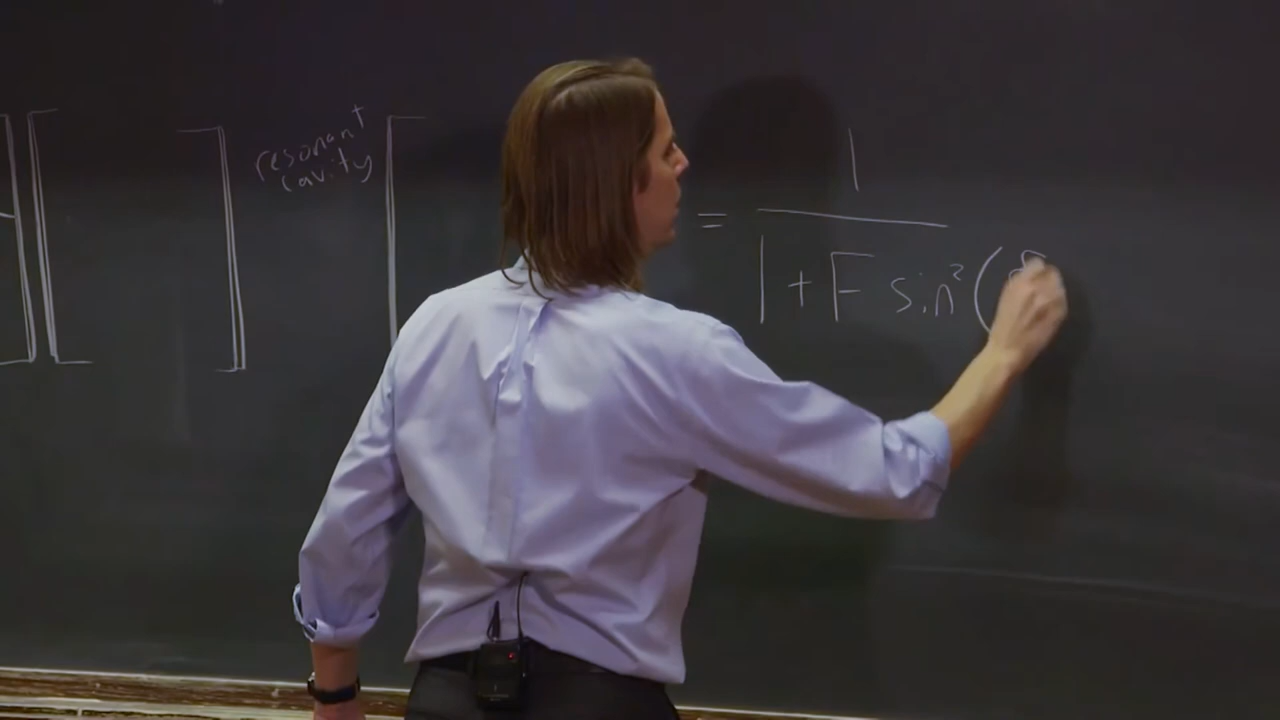 resonant
cavity
= 1
1 + F sin² (δ